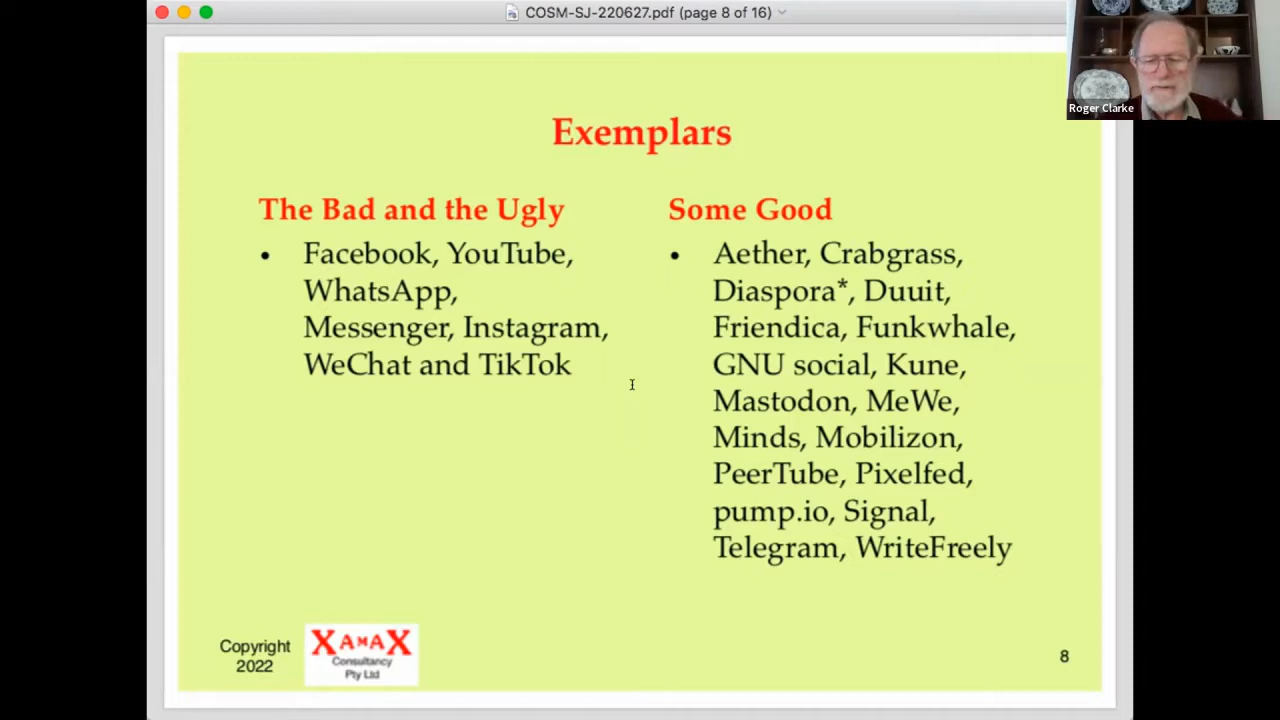 COSM-SJ-220627.pdf (page 8 of 16)
Roger Clarke
Exemplars
The Bad and the Ugly
• Facebook, YouTube,
WhatsApp,
Messenger, Instagram,
WeChat and TikTok
Some Good
• Aether, Crabgrass,
Diaspora*, Duuit,
Friendica, Funkwhale,
GNU social, Kune,
Mastodon, MeWe,
Minds, Mobilizon,
PeerTube, Pixelfed,
pump.io, Signal,
Telegram, WriteFreely
Copyright
2022
XAMAX
Consultancy
Pty Ltd
8